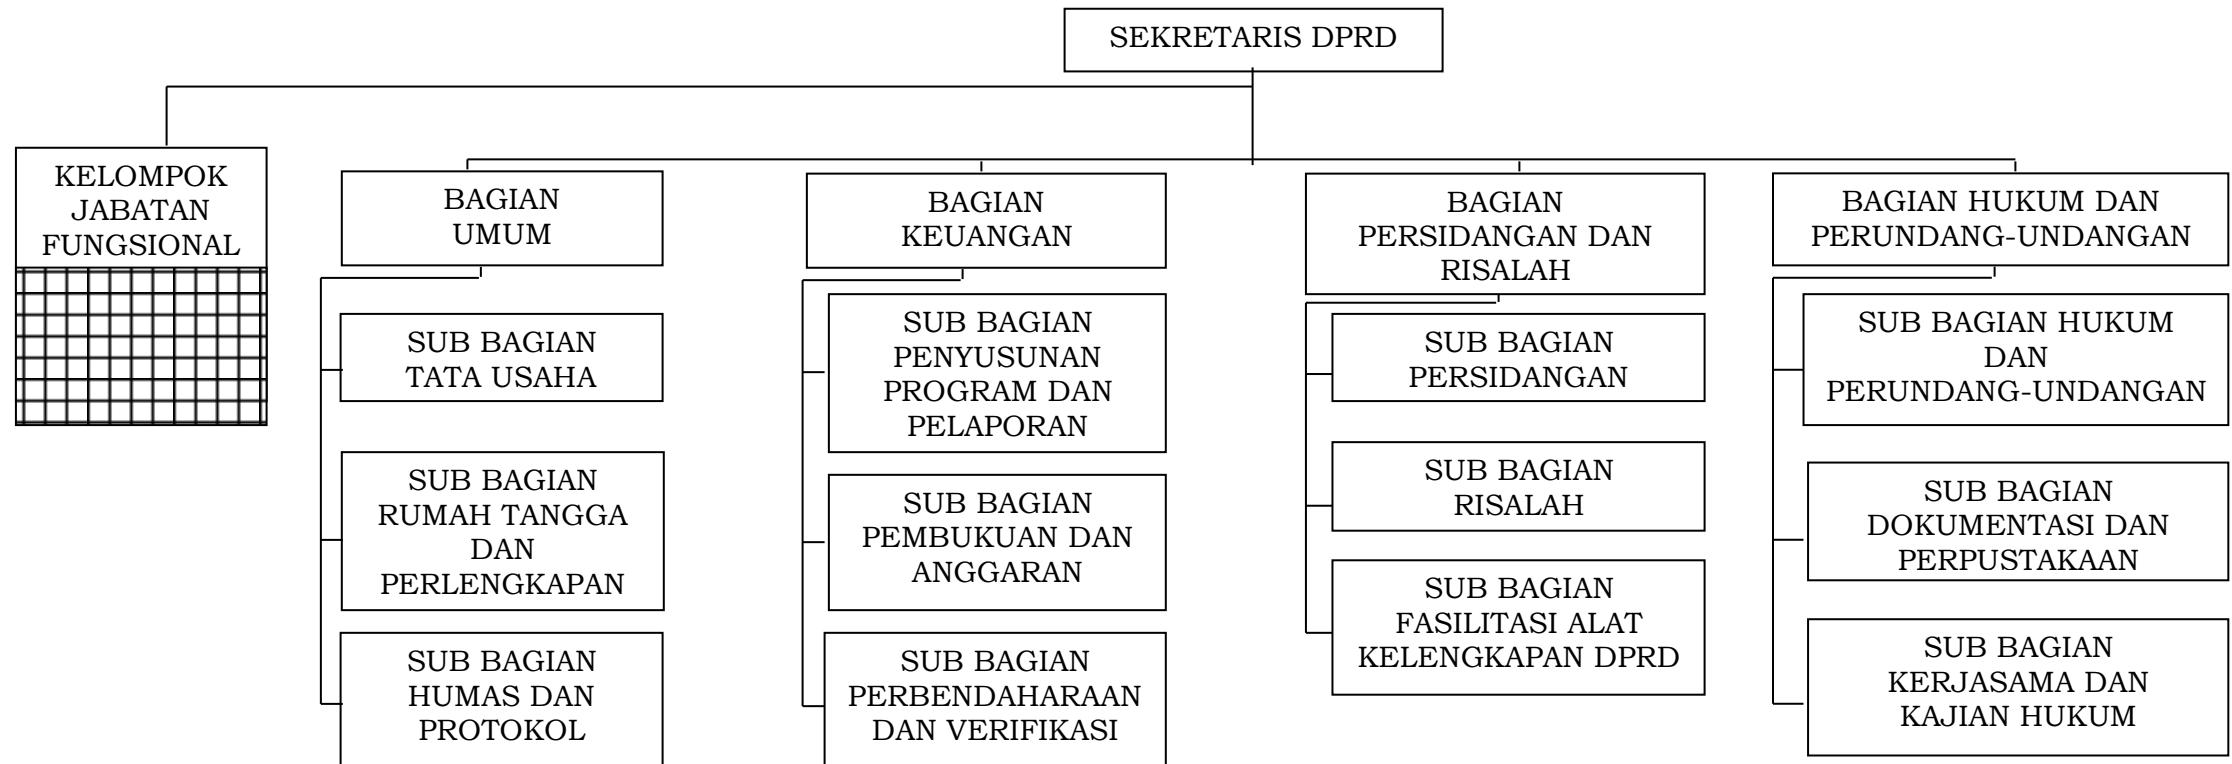 SEKRETARIS DPRD
KELOMPOK
JABATAN
FUNGSIONAL
BAGIAN
UMUM
SUB BAGIAN
TATA USAHA
SUB BAGIAN
RUMAH TANGGA
DAN
PERLENGKAPAN
SUB BAGIAN
HUMAS DAN
PROTOKOL
BAGIAN
KEUANGAN
SUB BAGIAN
PENYUSUNAN
PROGRAM DAN
PELAPORAN
SUB BAGIAN
PEMBUKUAN DAN
ANGGARAN
SUB BAGIAN
PERBENDAHARAAN
DAN VERIFIKASI
BAGIAN
PERSIDANGAN DAN
RISALAH
SUB BAGIAN
PERSIDANGAN
SUB BAGIAN
RISALAH
SUB BAGIAN
FASILITASI ALAT
KELENGKAPAN DPRD
BAGIAN HUKUM DAN
PERUNDANG-UNDANGAN
SUB BAGIAN HUKUM
DAN
PERUNDANG-UNDANGAN
SUB BAGIAN
DOKUMENTASI DAN
PERPUSTAKAAN
SUB BAGIAN
KERJASAMA DAN
KAJIAN HUKUM